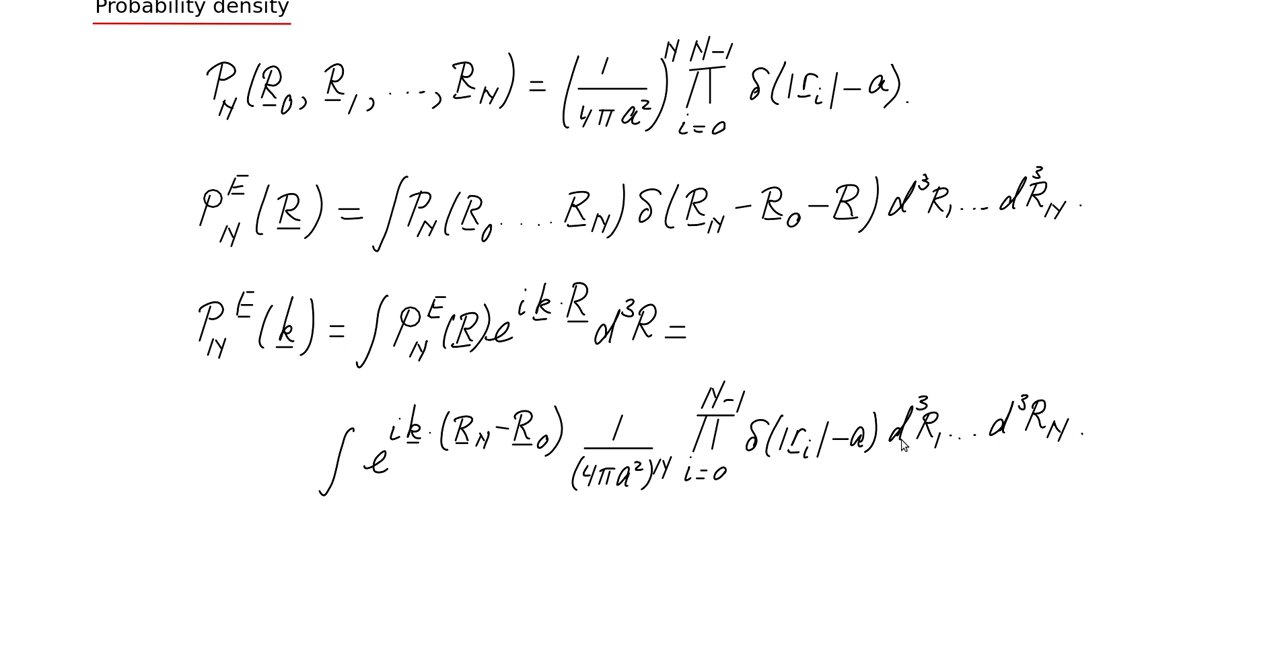 Probability density
P_N(R_0, R_1, ..., R_N) = (1/(4πa²))^N ∏_{i=0}^{N-1} δ(|r_i|-a).
P_N^E(R) = ∫P_N(R_0....R_N) δ(R_N-R_0-R) d³R_1...d³R_N.
P_N^E(k) = ∫P_N^E(R)e^{ik·R}d³R =
∫e^{ik·(R_N-R_0)} 1/(4πa²)^N ∏_{i=0}^{N-1} δ(|r_i|-a) d³R_1... d³R_N.